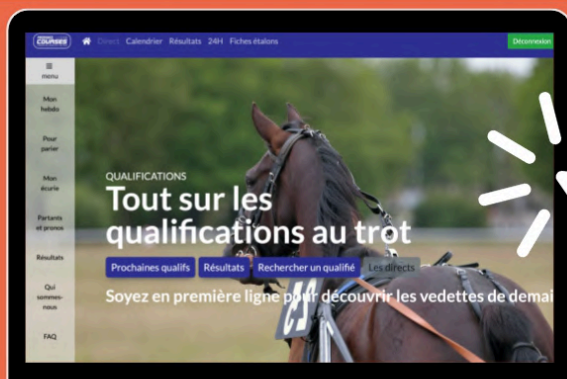 COURSES
Direct Calendrier Résultats 24H Fiches étalons
Déconnexion
menu
Mon
hebdo
Pour
parier
Mon
écurie
Partants
et pronos
Résultats
Qui
sommes-
nous
FAQ
QUALIFICATIONS
Tout sur les
qualifications au trot
Prochaines qualifs Résultats Rechercher un qualifié Les directs
Soyez en première ligne pour découvrir les vedettes de demai